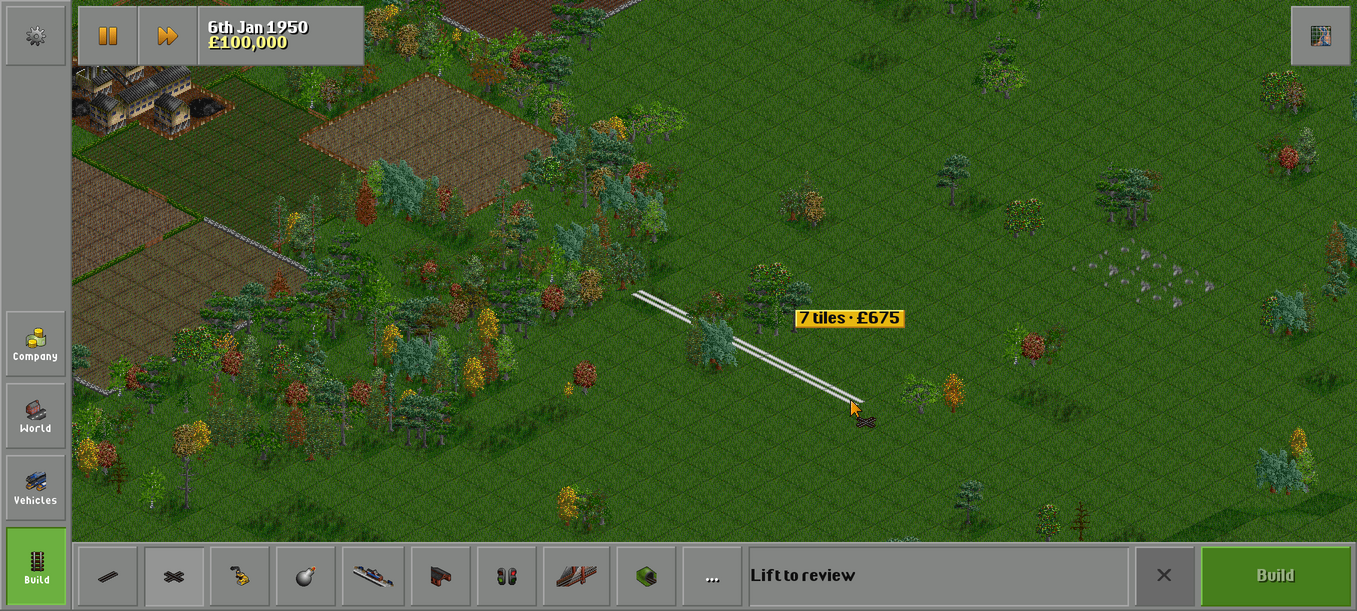 6th Jan 1950
£100,000
7 tiles · £675
Company
World
Vehicles
Build
...
Lift to review
Build